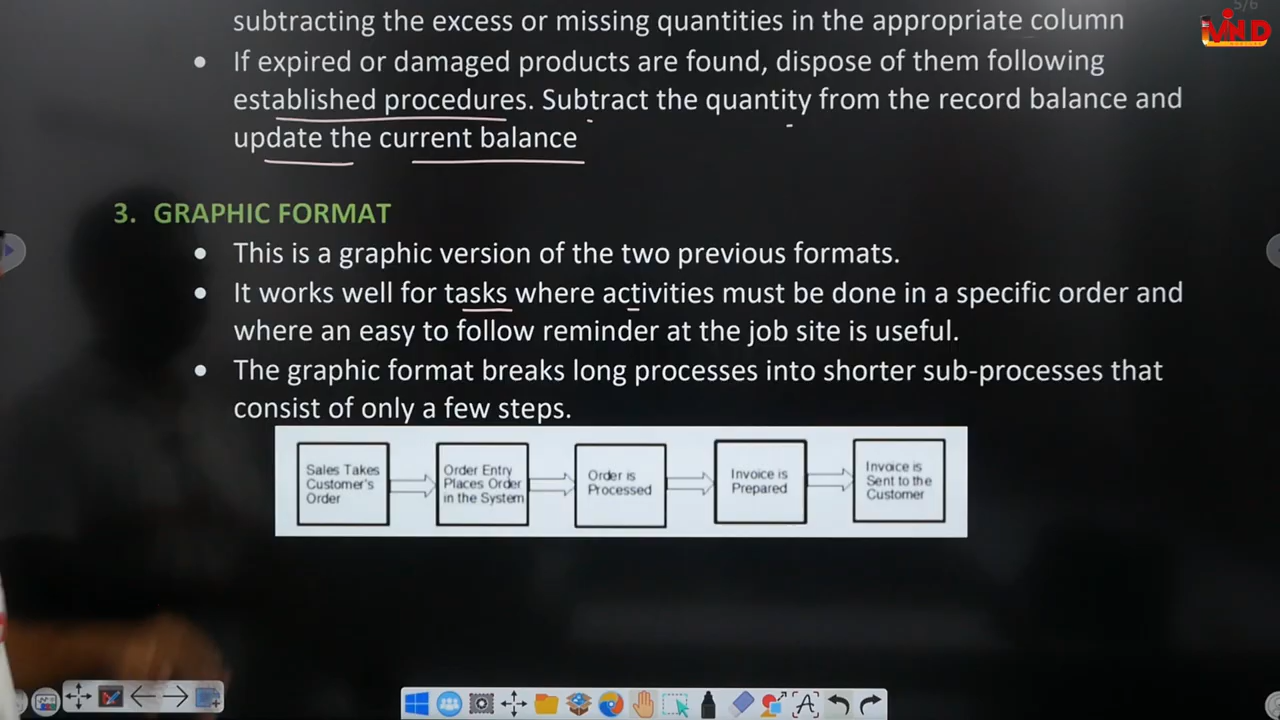 5/6
iVIND
subtracting the excess or missing quantities in the appropriate column
• If expired or damaged products are found, dispose of them following
established procedures. Subtract the quantity from the record balance and
update the current balance
3. GRAPHIC FORMAT
• This is a graphic version of the two previous formats.
• It works well for tasks where activities must be done in a specific order and
where an easy to follow reminder at the job site is useful.
• The graphic format breaks long processes into shorter sub-processes that
consist of only a few steps.
Sales Takes
Customer's
Order
Order Entry
Places Order
in the System
Order is
Processed
Invoice is
Prepared
Invoice is
Sent to the
Customer